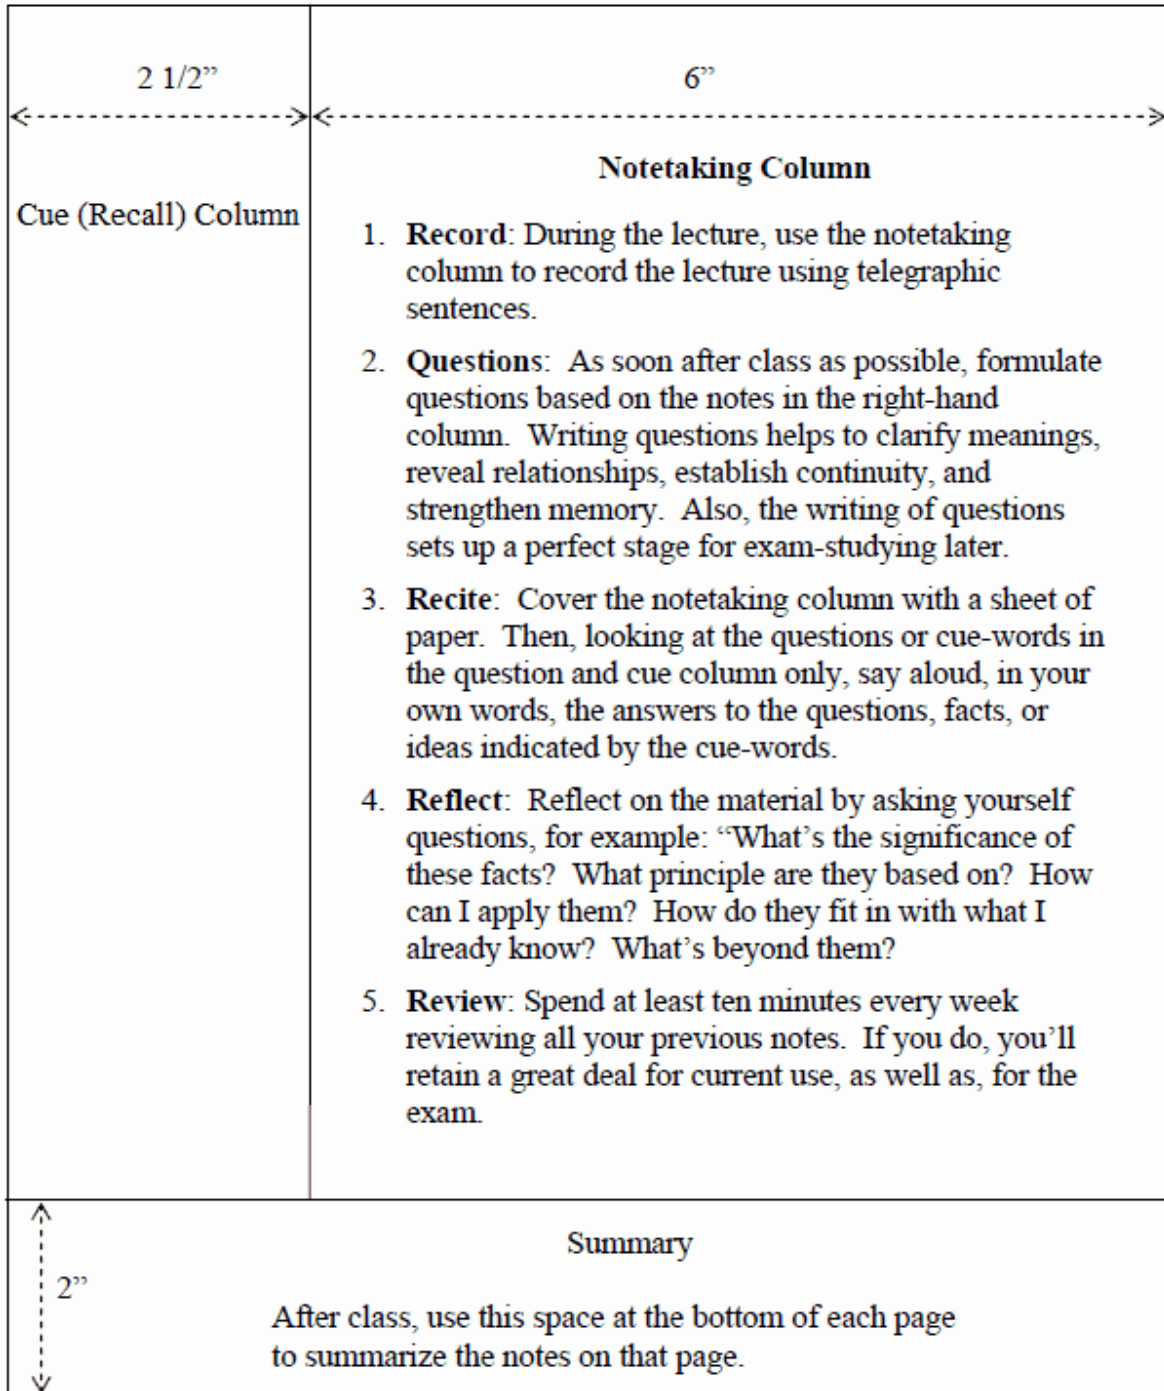 2 1/2”
6”
Notetaking Column
Cue (Recall) Column
1. Record: During the lecture, use the notetaking
column to record the lecture using telegraphic
sentences.
2. Questions:  As soon after class as possible, formulate
questions based on the notes in the right-hand
column.  Writing questions helps to clarify meanings,
reveal relationships, establish continuity, and
strengthen memory.  Also, the writing of questions
sets up a perfect stage for exam-studying later.
3. Recite:  Cover the notetaking column with a sheet of
paper.  Then, looking at the questions or cue-words in
the question and cue column only, say aloud, in your
own words, the answers to the questions, facts, or
ideas indicated by the cue-words.
4. Reflect:  Reflect on the material by asking yourself
questions, for example: “What’s the significance of
these facts?  What principle are they based on?  How
can I apply them?  How do they fit in with what I
already know?  What’s beyond them?
5. Review: Spend at least ten minutes every week
reviewing all your previous notes.  If you do, you’ll
retain a great deal for current use, as well as, for the
exam.
Summary
2”
After class, use this space at the bottom of each page
to summarize the notes on that page.